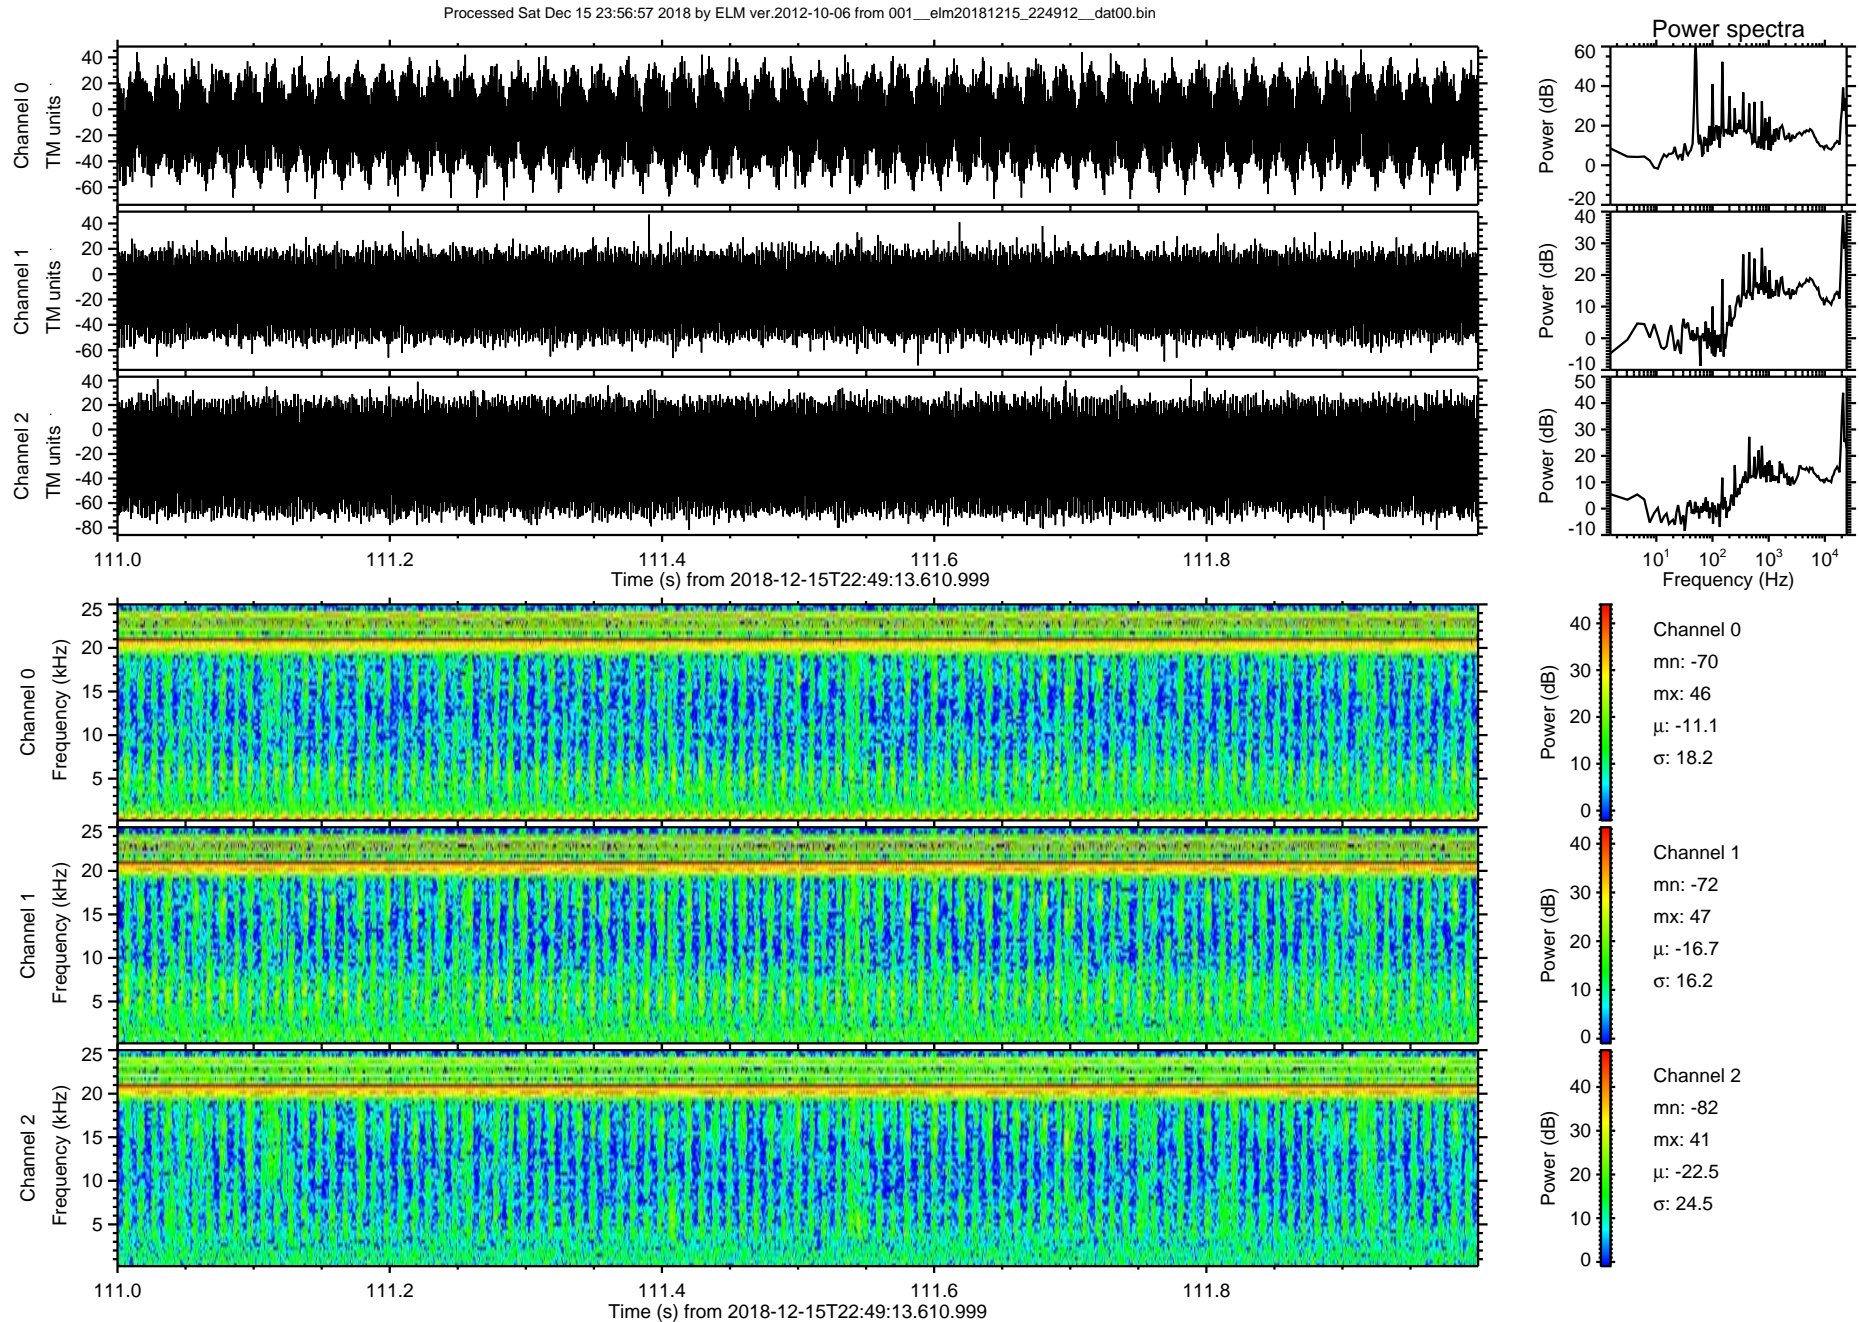 Processed Sat Dec 15 23:56:57 2018 by ELM ver.2012-10-06 from 001__elm20181215_224912__dat00.bin
Power spectra
Channel 0
TM units
40
20
0
-20
-40
-60
Power (dB)
60
40
20
0
-20
Channel 1
TM units
40
20
0
-20
-40
-60
Power (dB)
40
30
20
10
0
-10
Channel 2
TM units
40
20
0
-20
-40
-60
-80
Power (dB)
50
40
30
20
10
0
-10
111.0 111.2 111.4 111.6 111.8
Time (s) from 2018-12-15T22:49:13.610.999
10¹ 10² 10³ 10⁴
Frequency (Hz)
Channel 0
Frequency (kHz)
25
20
15
10
5
Power (dB)
40
30
20
10
0
Channel 0
mn: -70
mx: 46
μ: -11.1
σ: 18.2
Channel 1
Frequency (kHz)
25
20
15
10
5
Power (dB)
40
30
20
10
0
Channel 1
mn: -72
mx: 47
μ: -16.7
σ: 16.2
Channel 2
Frequency (kHz)
25
20
15
10
5
Power (dB)
40
30
20
10
0
Channel 2
mn: -82
mx: 41
μ: -22.5
σ: 24.5
111.0 111.2 111.4 111.6 111.8
Time (s) from 2018-12-15T22:49:13.610.999